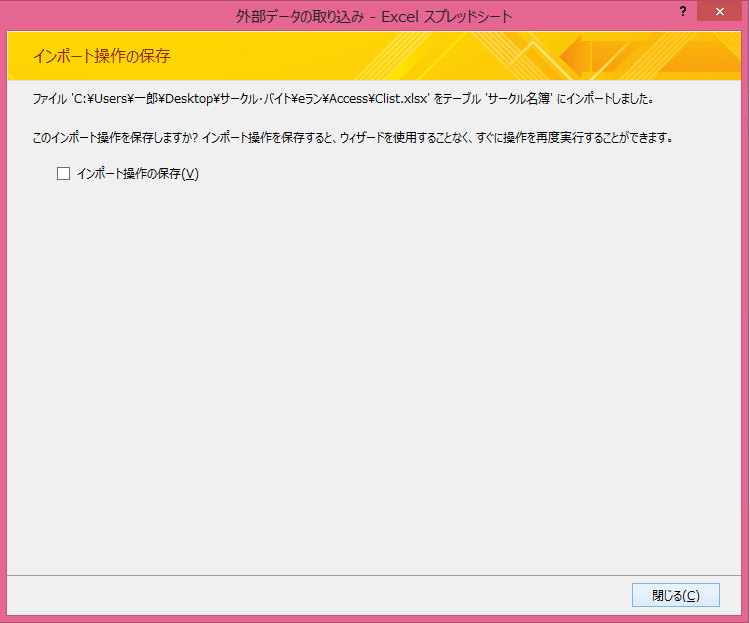 外部データの取り込み - Excel スプレッドシート
?
インポート操作の保存
ファイル 'C:¥Users¥一郎¥Desktop¥サークル・バイト¥eラン¥Access¥Clist.xlsx' をテーブル 'サークル名簿' にインポートしました。
このインポート操作を保存しますか? インポート操作を保存すると、ウィザードを使用することなく、すぐに操作を再度実行することができます。
インポート操作の保存(V)
閉じる(C)